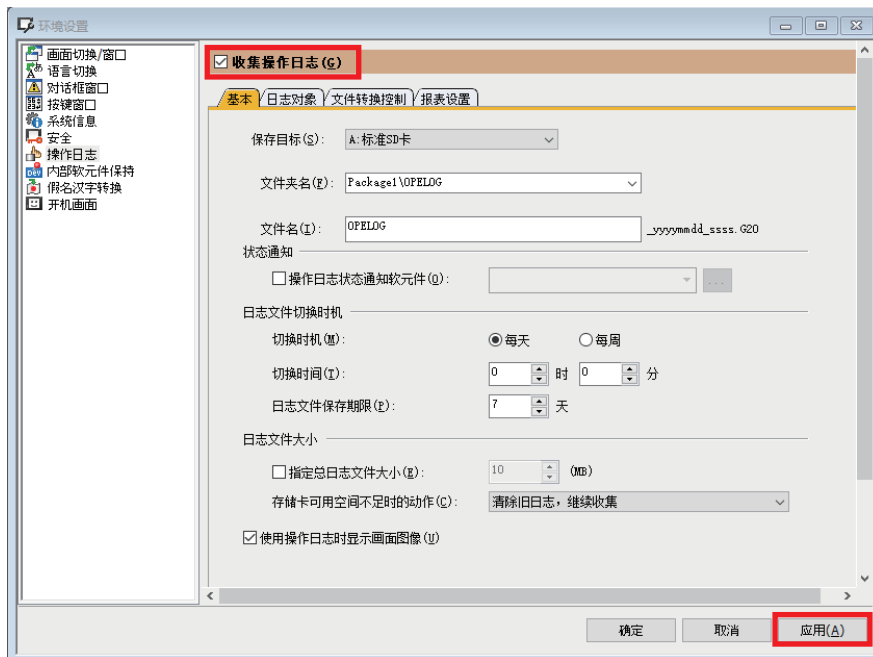 环境设置
画面切换/窗口
语言切换
对话框窗口
按键窗口
系统信息
安全
操作日志
内部软元件保持
假名汉字转换
开机画面
收集操作日志(G)
基本 日志对象 文件转换控制 报表设置
保存目标(S): A:标准SD卡
文件夹名(F): Package1\OPELOG
文件名(I): OPELOG _yyyymmdd_ssss.G20
状态通知
操作日志状态通知软元件(O): ...
日志文件切换时机
切换时机(M): 每天 每周
切换时间(T): 0 时 0 分
日志文件保存期限(P): 7 天
日志文件大小
指定总日志文件大小(E): 10 (MB)
存储卡可用空间不足时的动作(C): 清除旧日志，继续收集
使用操作日志时显示画面图像(U)
确定 取消 应用(A)